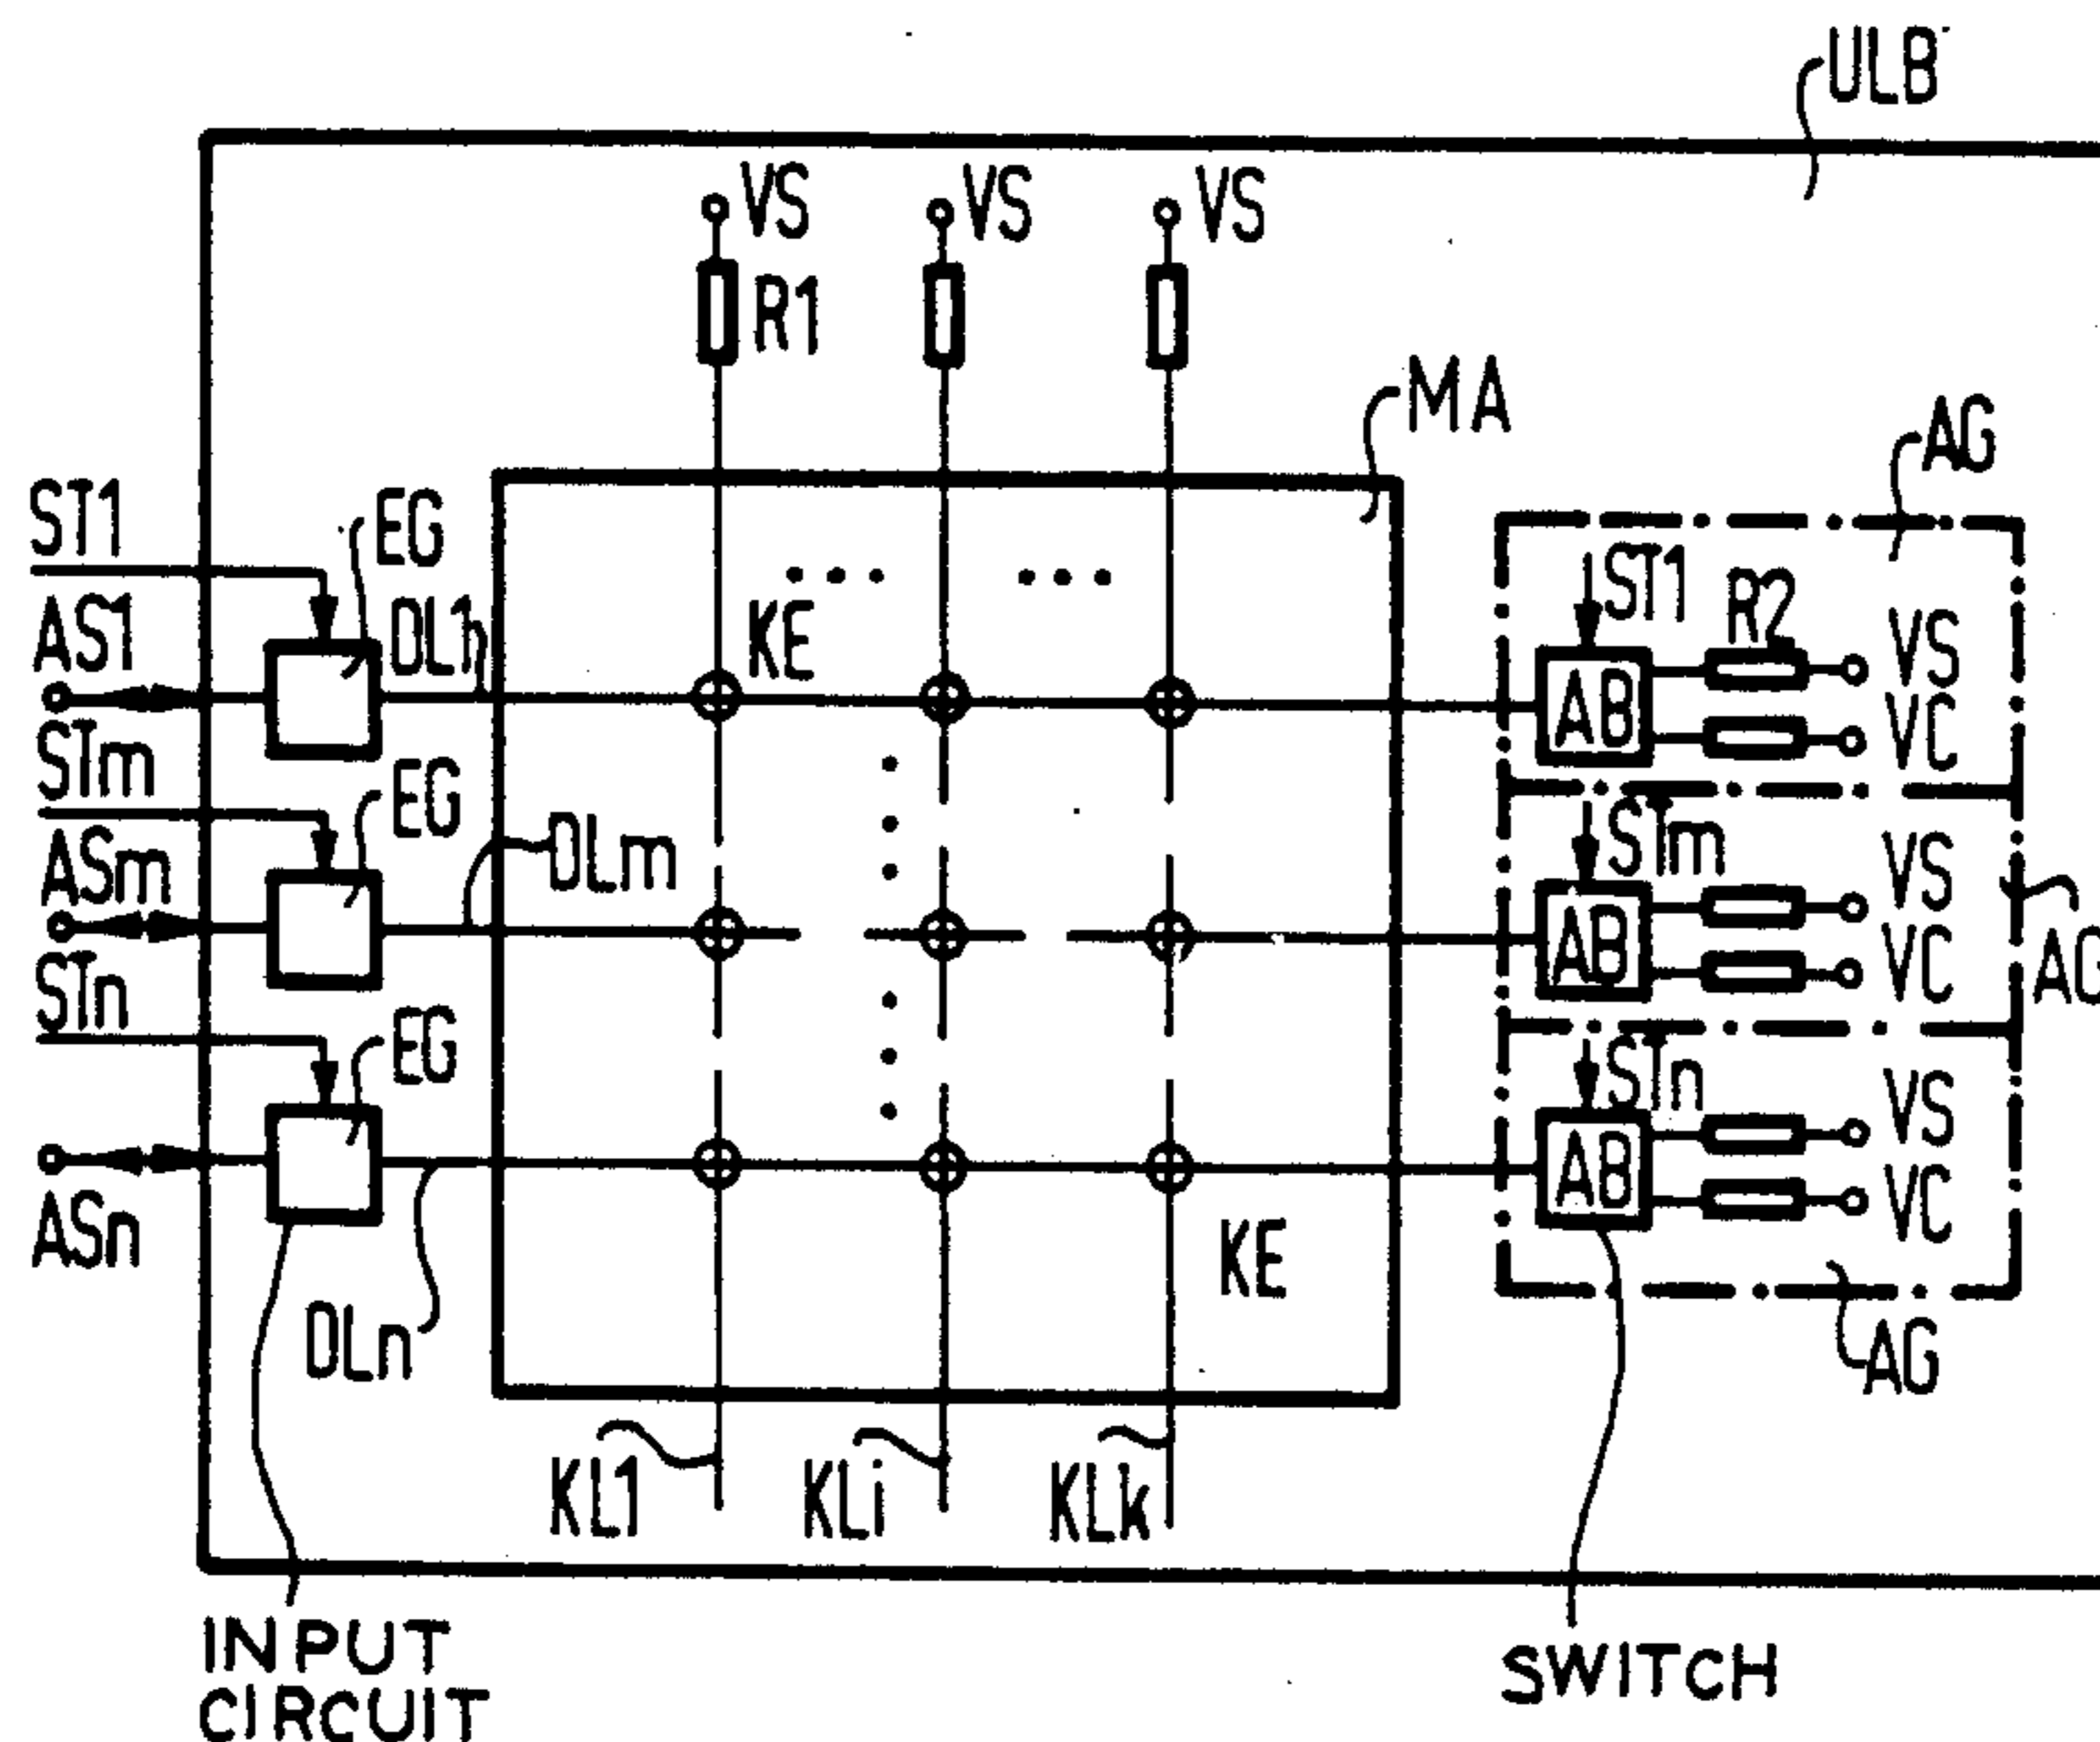 ULB
VS VS VS
R1
MA
AG
ST1
EG
ST1
R2
AS1
DL1
KE
VS
AB
STm
VC
EG
STm
ASm
DLm
VS
AB
STn
VC
AG
EG
STn
VS
AB
ASn
VC
KE
DLn
AG
KL1 KLi KLk
INPUT
CIRCUIT
SWITCH